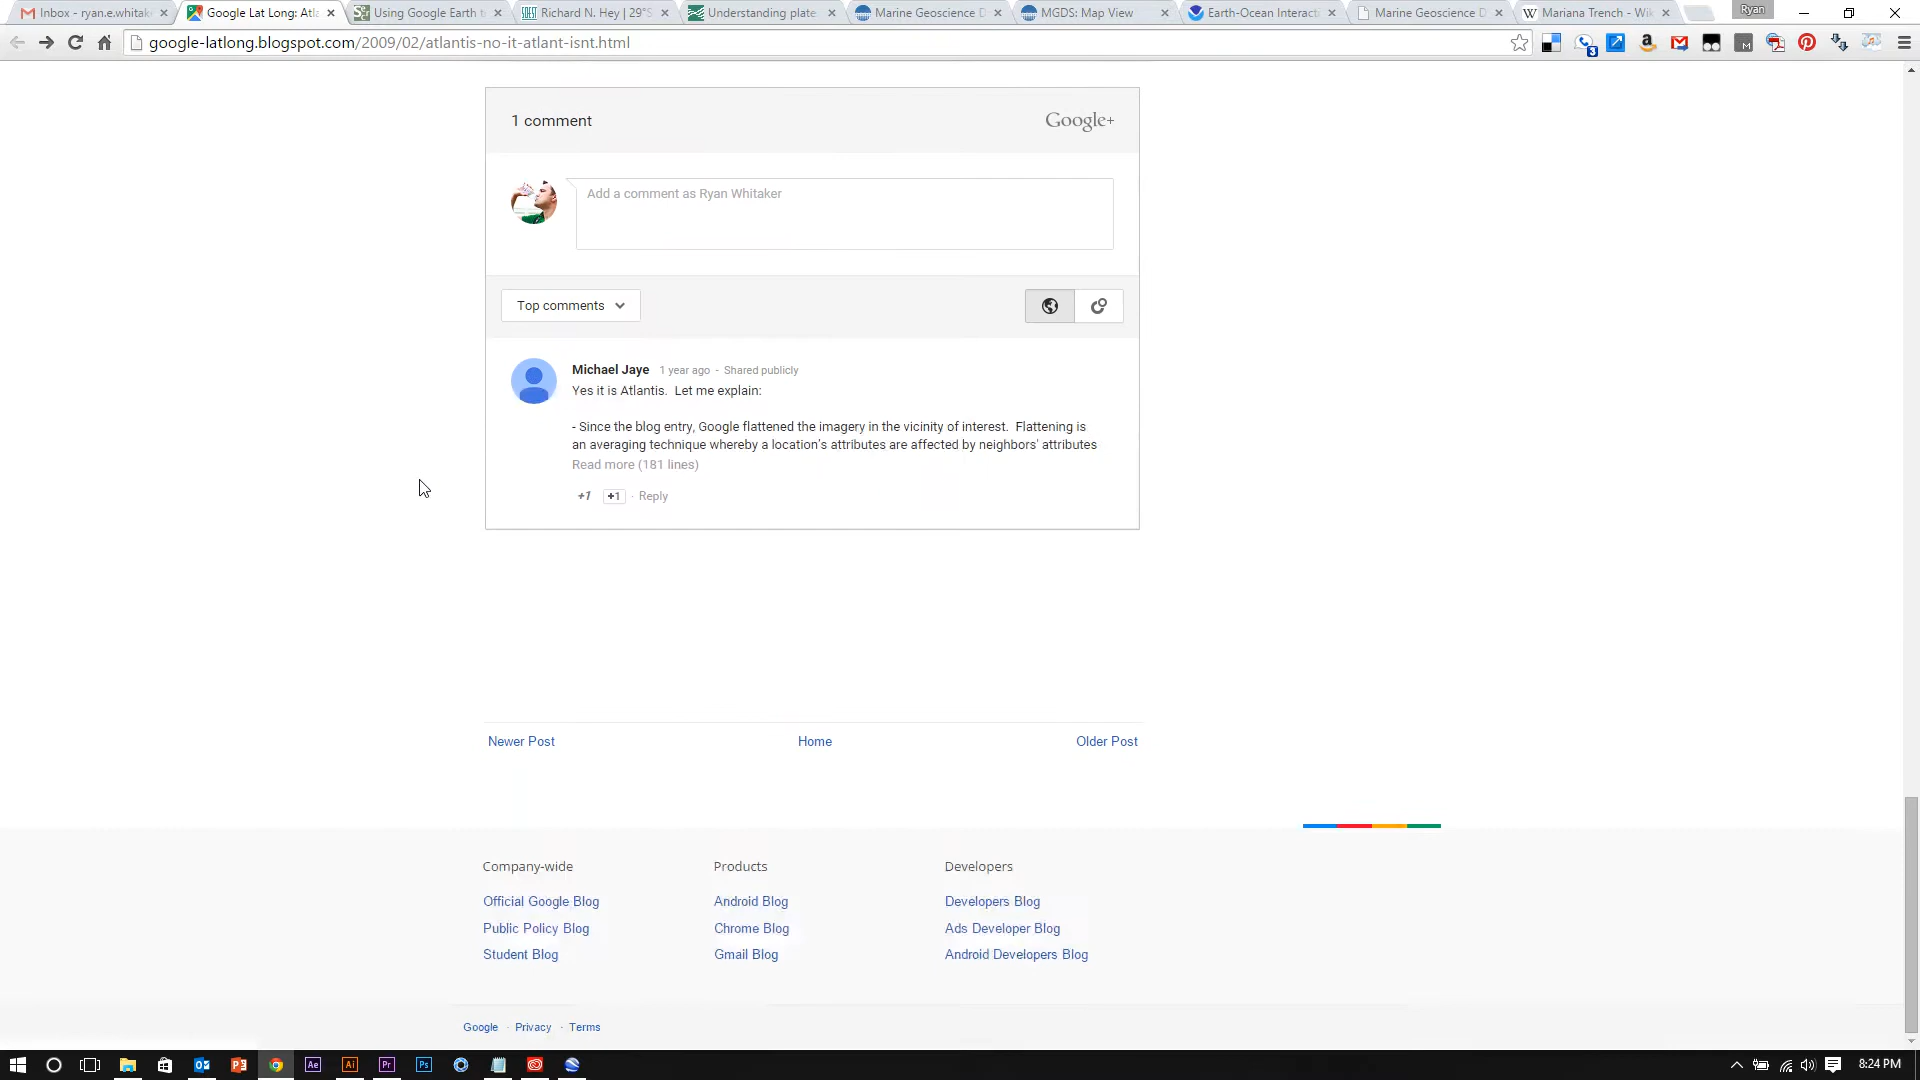 Inbox - ryan.e.whitak
Google Lat Long: Atl
Using Google Earth t
Richard N. Hey | 29°S
Understanding plate
Marine Geoscience D
MGDS: Map View
Earth-Ocean Interact
Marine Geoscience D
Mariana Trench - Wik
Ryan
google-latlong.blogspot.com/2009/02/atlantis-no-it-atlant-isnt.html
3
M
1 comment
Google+
Add a comment as Ryan Whitaker
Top comments
Michael Jaye 1 year ago - Shared publicly
Yes it is Atlantis. Let me explain:
- Since the blog entry, Google flattened the imagery in the vicinity of interest. Flattening is
an averaging technique whereby a location's attributes are affected by neighbors' attributes
Read more (181 lines)
+1 +1 · Reply
Newer Post
Home
Older Post
Company-wide
Products
Developers
Official Google Blog
Android Blog
Developers Blog
Public Policy Blog
Chrome Blog
Ads Developer Blog
Student Blog
Gmail Blog
Android Developers Blog
Google · Privacy · Terms
Ae
Ai
Pr
Ps
8:24 PM